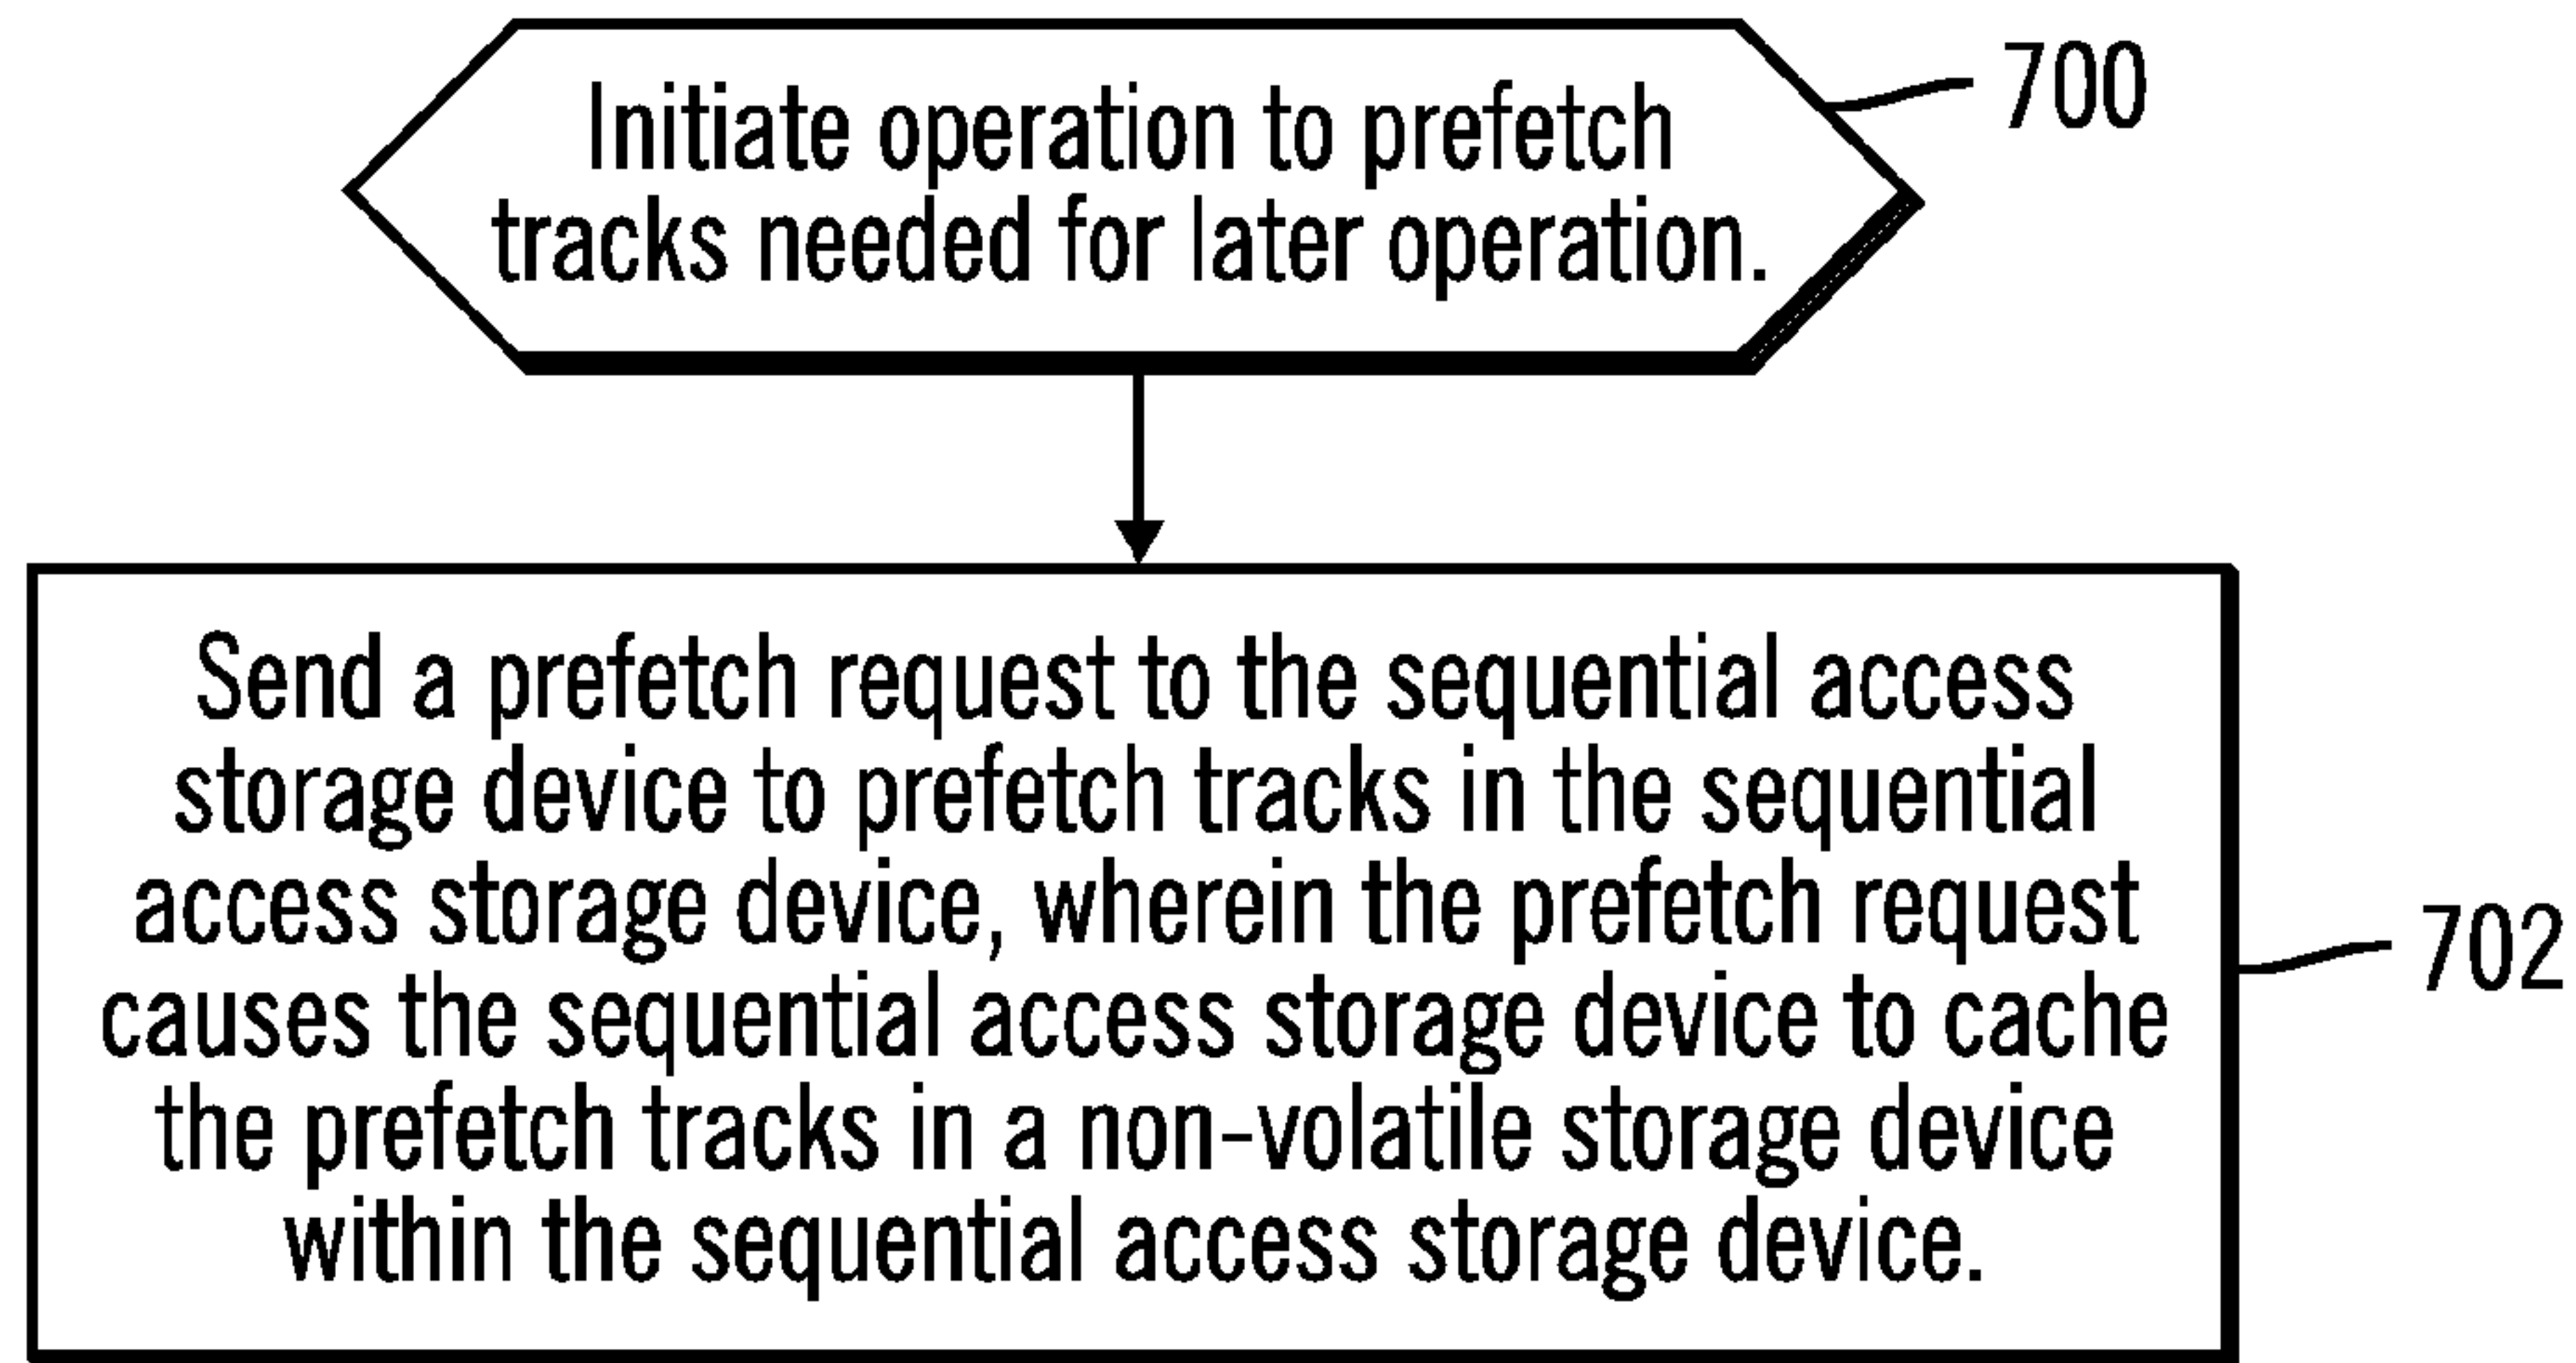 Initiate operation to prefetch
tracks needed for later operation.
700
Send a prefetch request to the sequential access
storage device to prefetch tracks in the sequential
access storage device, wherein the prefetch request
causes the sequential access storage device to cache
the prefetch tracks in a non-volatile storage device
within the sequential access storage device.
702